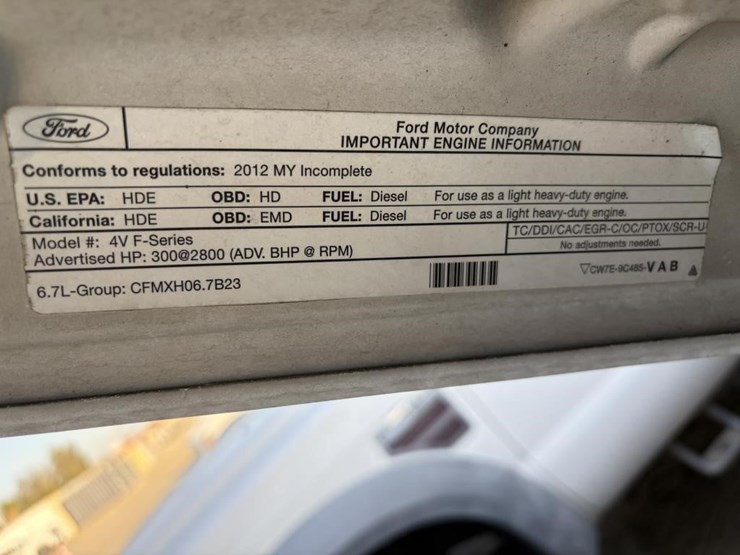 Ford
Ford Motor Company
IMPORTANT ENGINE INFORMATION
Conforms to regulations: 2012 MY Incomplete
U.S. EPA: HDE OBD: HD FUEL: Diesel For use as a light heavy-duty engine.
California: HDE OBD: EMD FUEL: Diesel For use as a light heavy-duty engine.
Model #: 4V F-Series
Advertised HP: 300@2800 (ADV. BHP @ RPM)
TC/DDI/CAC/EGR-C/OC/PTOX/SCR-U
No adjustments needed.
6.7L-Group: CFMXH06.7B23
CW7E-9C485-VAB